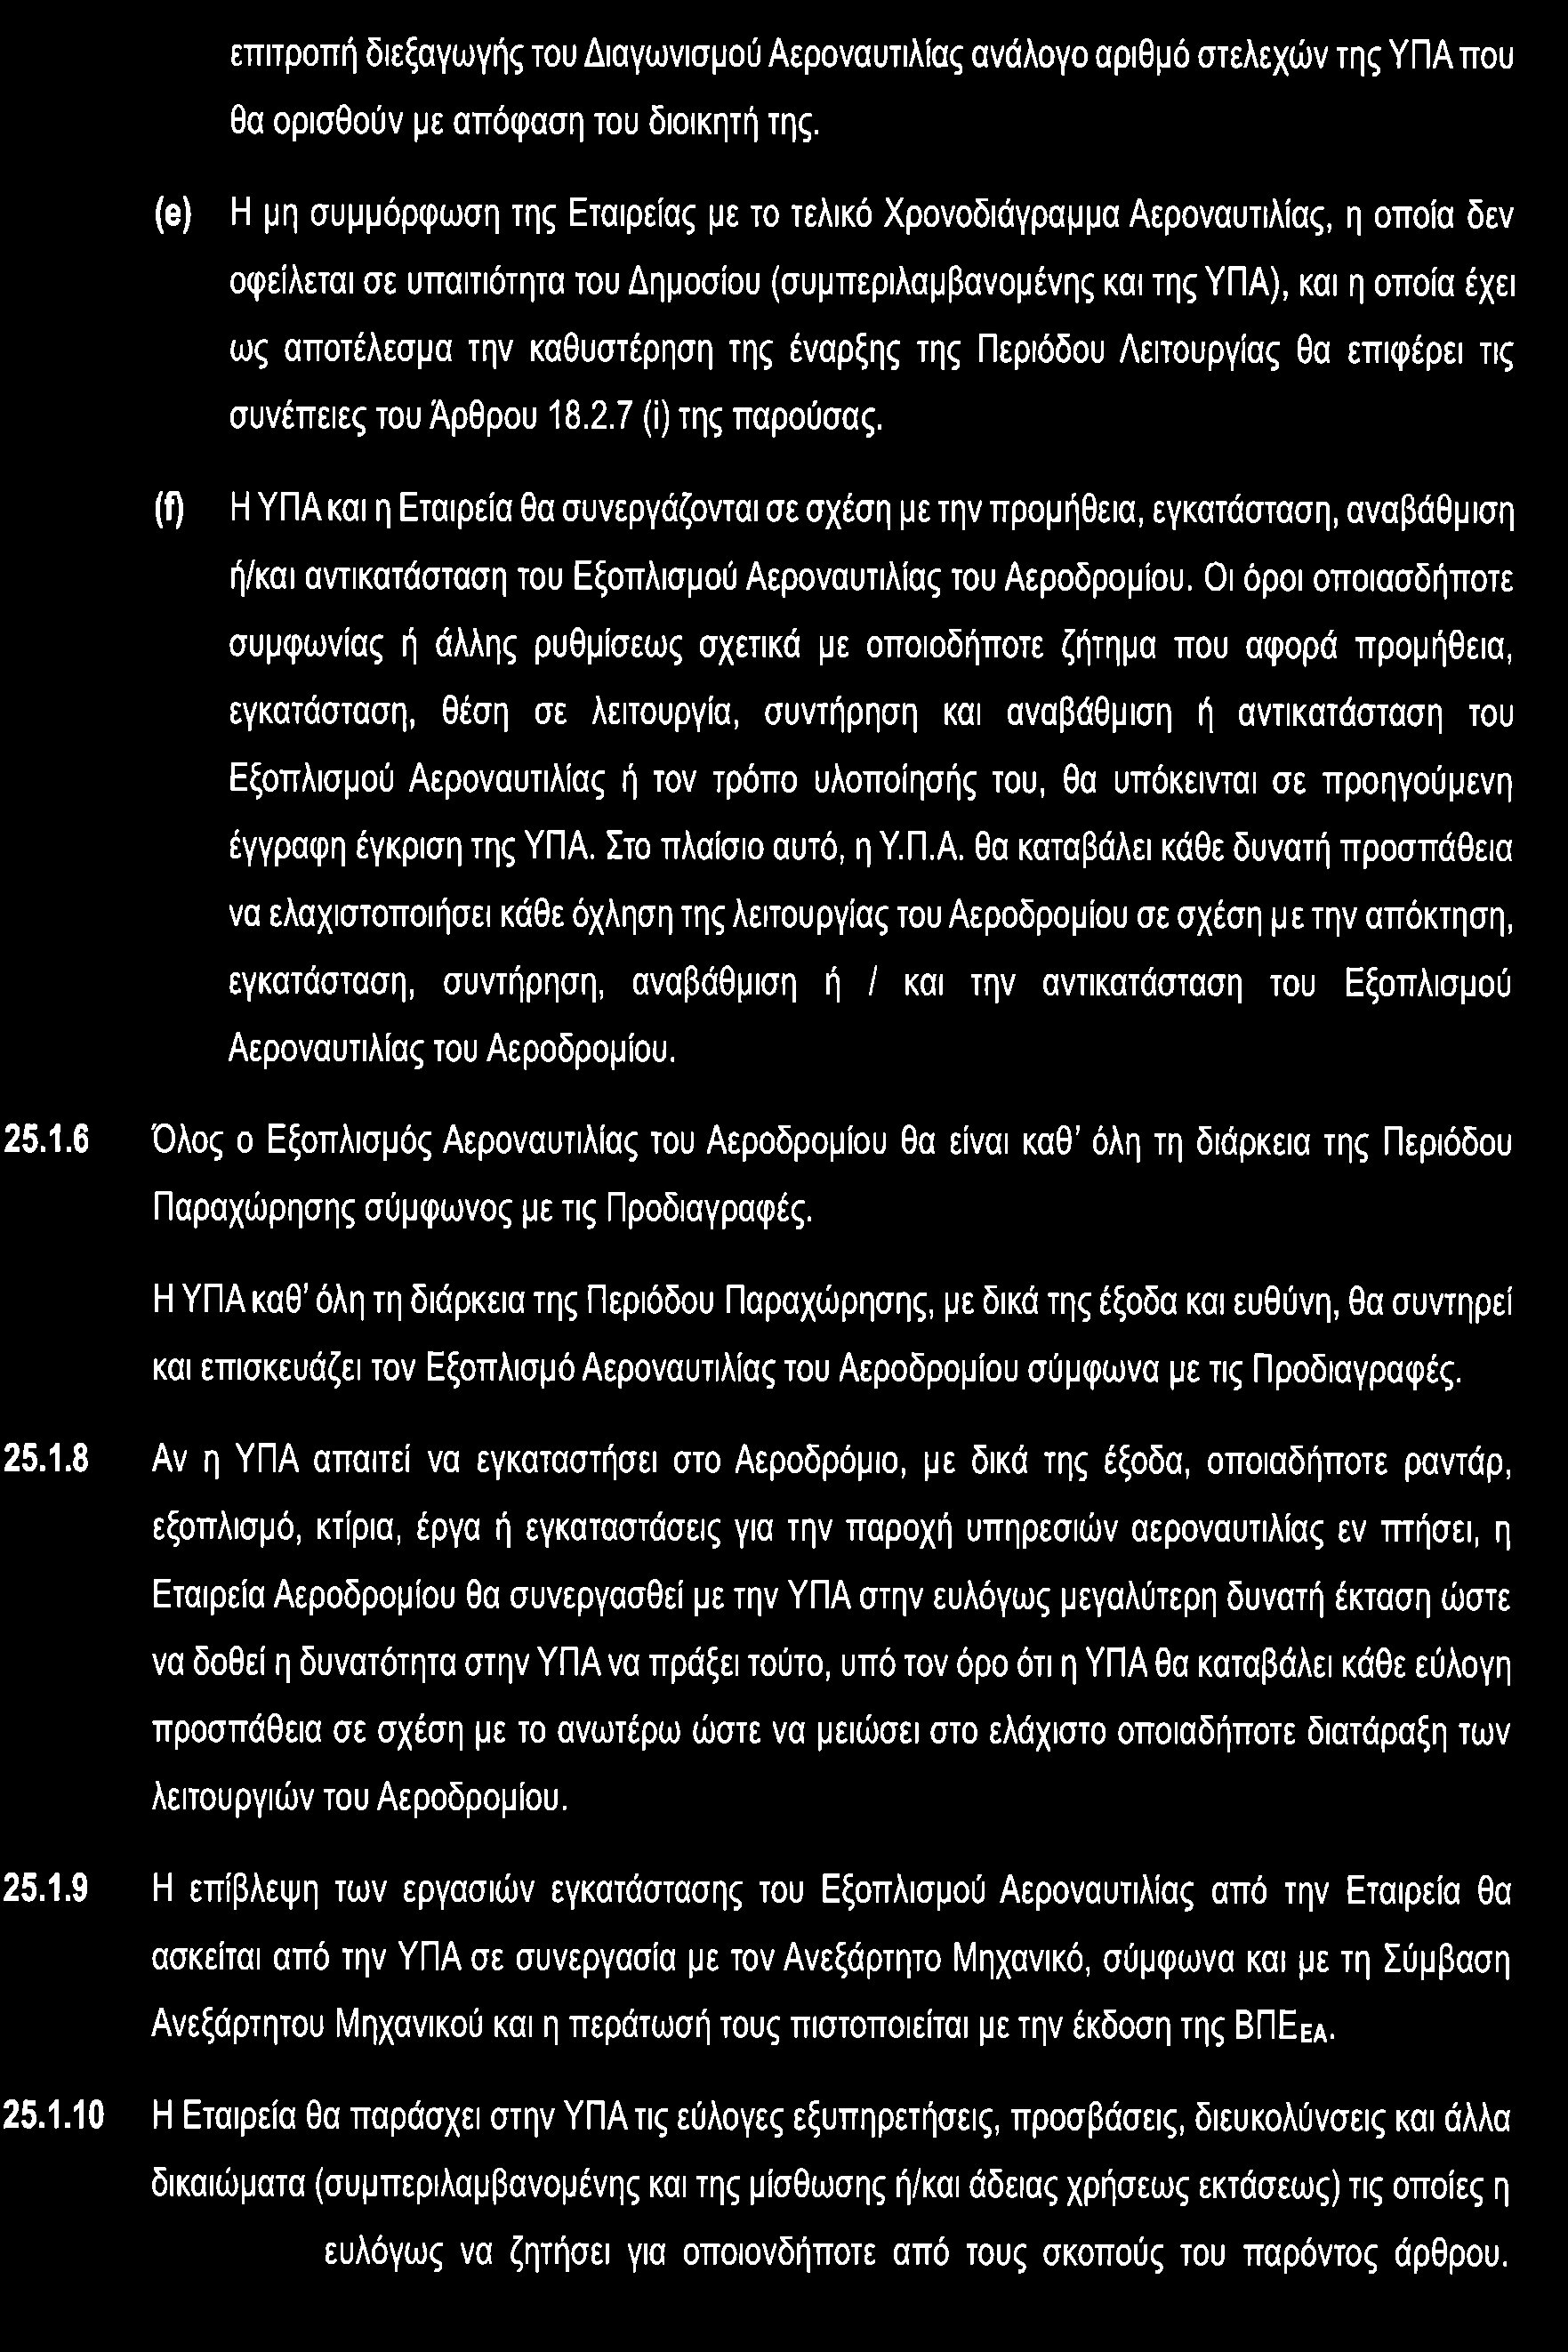 επιτροπή διεξαγωγής του Διαγωνισμού Αεροναυτιλίας ανάλογο αριθμό στελεχών της ΥΠΑ που
θα ορισθούν με απόφαση του διοικητή της.
(e) Η μη συμμόρφωση της Εταιρείας με το τελικό Χρονοδιάγραμμα Αεροναυτιλίας, η οποία δεν
οφείλεται σε υπαιτιότητα του Δημοσίου (συμπεριλαμβανομένης και της ΥΠΑ), και η οποία έχει
ως αποτέλεσμα την καθυστέρηση της έναρξης της Περιόδου Λειτουργίας θα επιφέρει τις
συνέπειες του Άρθρου 18.2.7 (i) της παρούσας.
(f) Η ΥΠΑ και η Εταιρεία θα συνεργάζονται σε σχέση με την προμήθεια, εγκατάσταση, αναβάθμιση
ή/και αντικατάσταση του Εξοπλισμού Αεροναυτιλίας του Αεροδρομίου. Οι όροι οποιασδήποτε
συμφωνίας ή άλλης ρυθμίσεως σχετικά με οποιοδήποτε ζήτημα που αφορά προμήθεια,
εγκατάσταση, θέση σε λειτουργία, συντήρηση και αναβάθμιση ή αντικατάσταση του
Εξοπλισμού Αεροναυτιλίας ή τον τρόπο υλοποίησής του, θα υπόκεινται σε προηγούμενη
έγγραφη έγκριση της ΥΠΑ. Στο πλαίσιο αυτό, η Υ.Π.Α. θα καταβάλει κάθε δυνατή προσπάθεια
να ελαχιστοποιήσει κάθε όχληση της λειτουργίας του Αεροδρομίου σε σχέση με την απόκτηση,
εγκατάσταση, συντήρηση, αναβάθμιση ή / και την αντικατάσταση του Εξοπλισμού
Αεροναυτιλίας του Αεροδρομίου.
25.1.6 Όλος ο Εξοπλισμός Αεροναυτιλίας του Αεροδρομίου θα είναι καθ’ όλη τη διάρκεια της Περιόδου
Παραχώρησης σύμφωνος με τις Προδιαγραφές.
Η ΥΠΑ καθ’ όλη τη διάρκεια της Περιόδου Παραχώρησης, με δικά της έξοδα και ευθύνη, θα συντηρεί
και επισκευάζει τον Εξοπλισμό Αεροναυτιλίας του Αεροδρομίου σύμφωνα με τις Προδιαγραφές.
25.1.8 Αν η ΥΠΑ απαιτεί να εγκαταστήσει στο Αεροδρόμιο, με δικά της έξοδα, οποιαδήποτε ραντάρ,
εξοπλισμό, κτίρια, έργα ή εγκαταστάσεις για την παροχή υπηρεσιών αεροναυτιλίας εν πτήσει, η
Εταιρεία Αεροδρομίου θα συνεργασθεί με την ΥΠΑ στην ευλόγως μεγαλύτερη δυνατή έκταση ώστε
να δοθεί η δυνατότητα στην ΥΠΑ να πράξει τούτο, υπό τον όρο ότι η ΥΠΑ θα καταβάλει κάθε εύλογη
προσπάθεια σε σχέση με το ανωτέρω ώστε να μειώσει στο ελάχιστο οποιαδήποτε διατάραξη των
λειτουργιών του Αεροδρομίου.
25.1.9 Η επίβλεψη των εργασιών εγκατάστασης του Εξοπλισμού Αεροναυτιλίας από την Εταιρεία θα
ασκείται από την ΥΠΑ σε συνεργασία με τον Ανεξάρτητο Μηχανικό, σύμφωνα και με τη Σύμβαση
Ανεξάρτητου Μηχανικού και η περάτωσή τους πιστοποιείται με την έκδοση της ΒΠΕΕΑ.
25.1.10 Η Εταιρεία θα παράσχει στην ΥΠΑ τις εύλογες εξυπηρετήσεις, προσβάσεις, διευκολύνσεις και άλλα
δικαιώματα (συμπεριλαμβανομένης και της μίσθωσης ή/και άδειας χρήσεως εκτάσεως) τις οποίες η
ευλόγως να ζητήσει για οποιονδήποτε από τους σκοπούς του παρόντος άρθρου.